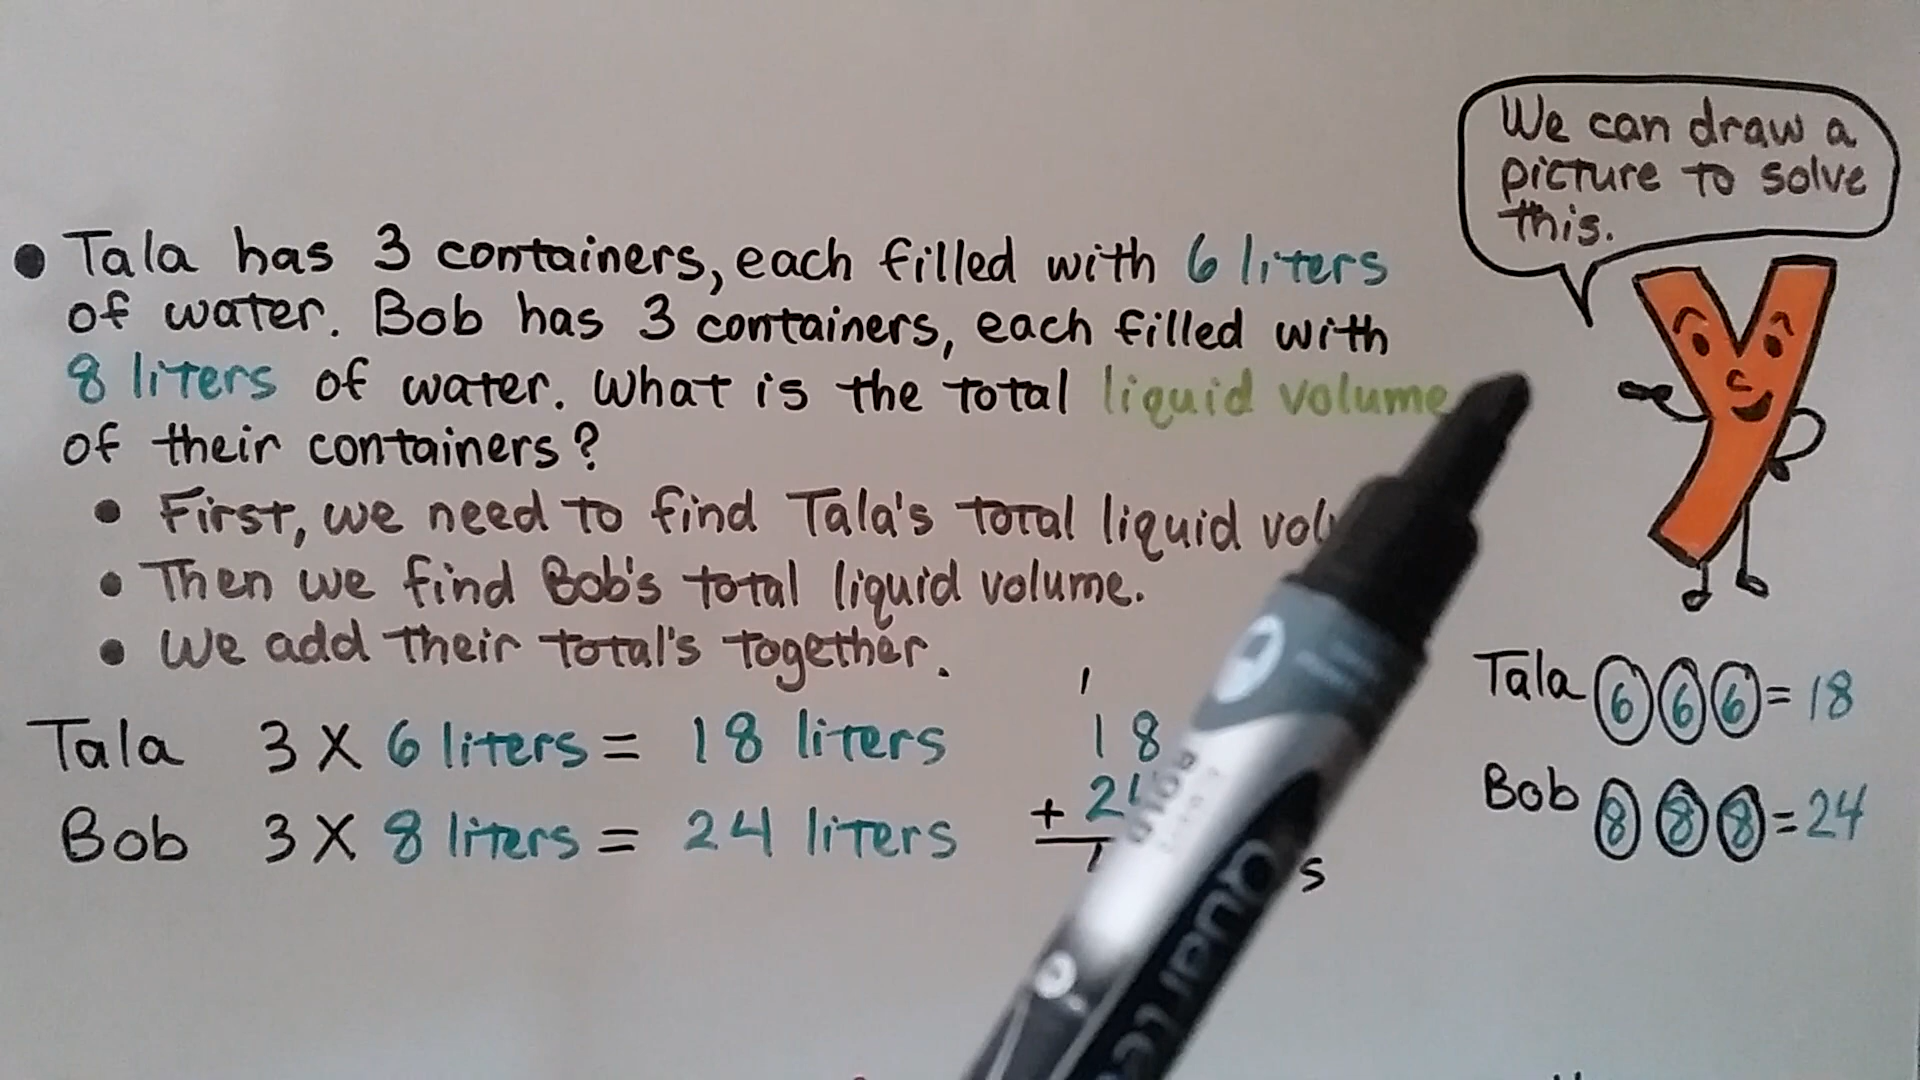 We can draw a
picture to solve
this.
• Tala has 3 containers, each filled with 6 liters
of water. Bob has 3 containers, each filled with
8 liters of water. What is the total liquid volume
of their containers?
• First, we need to find Tala's total liquid
• Then we find Bob's total liquid volume.
• We add their total's together.
Tala 3 X 6 liters = 18 liters
Bob 3 X 8 liters = 24 liters
1
18
+ 2
s
Tala 6 6 6 = 18
Bob 8 8 8 = 24